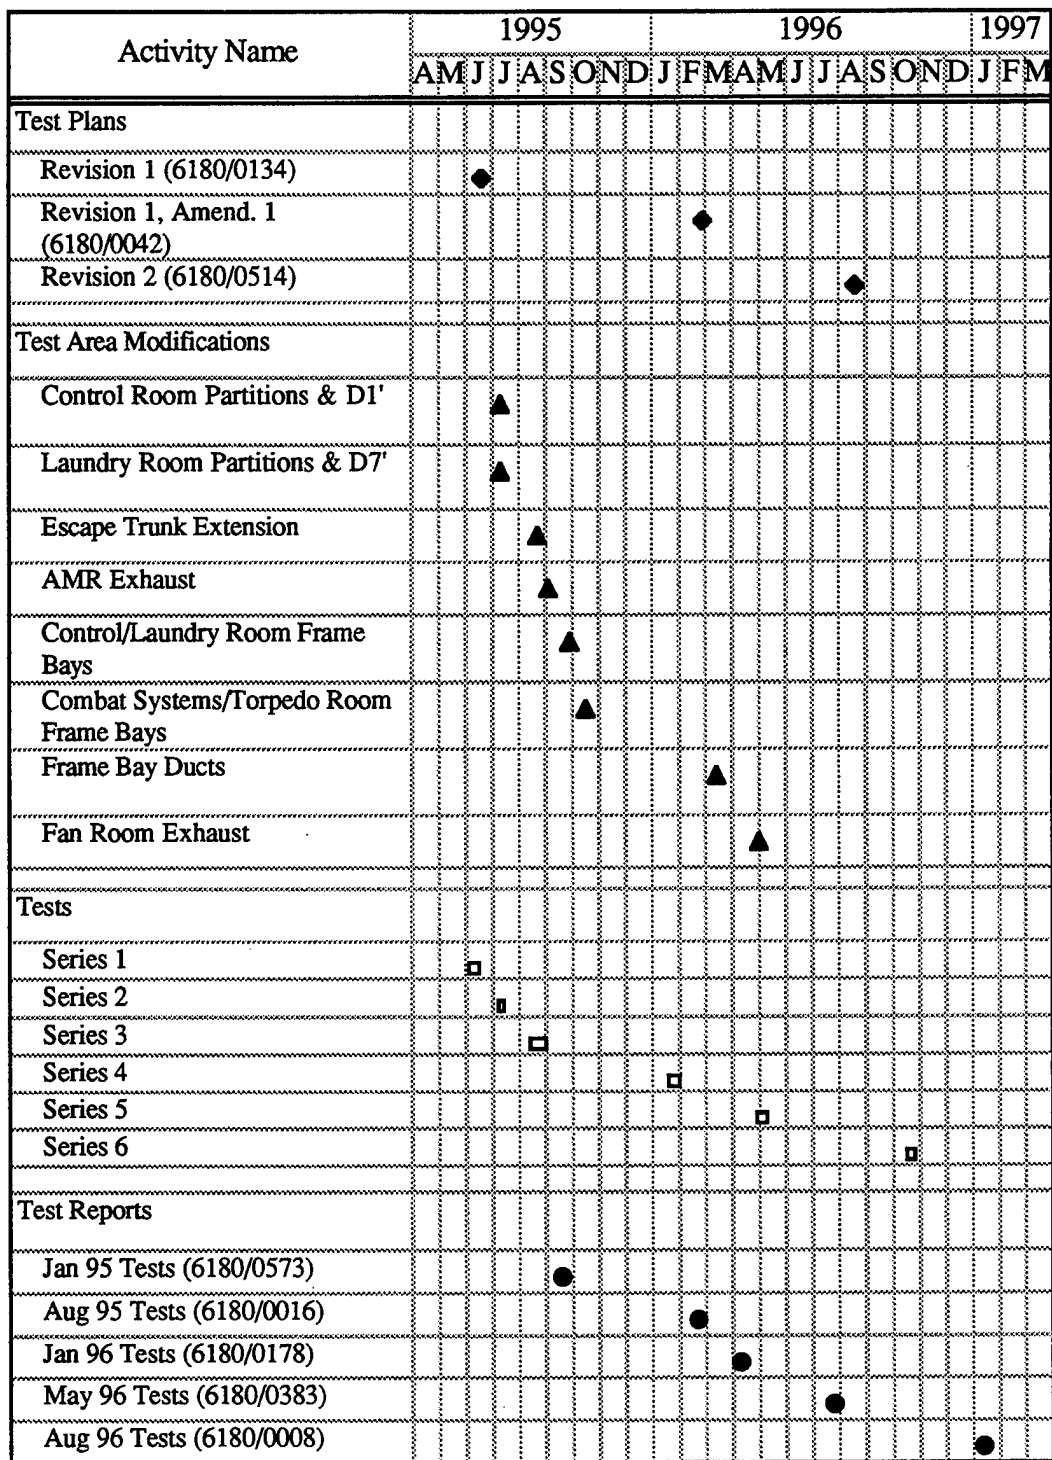 Activity Name
1995
1996
1997
A M J J A S O N D J F M A M J J A S O N D J F M
Test Plans
Revision 1 (6180/0134)
Revision 1, Amend. 1
(6180/0042)
Revision 2 (6180/0514)
Test Area Modifications
Control Room Partitions & D1'
Laundry Room Partitions & D7'
Escape Trunk Extension
AMR Exhaust
Control/Laundry Room Frame
Bays
Combat Systems/Torpedo Room
Frame Bays
Frame Bay Ducts
Fan Room Exhaust
Tests
Series 1
Series 2
Series 3
Series 4
Series 5
Series 6
Test Reports
Jan 95 Tests (6180/0573)
Aug 95 Tests (6180/0016)
Jan 96 Tests (6180/0178)
May 96 Tests (6180/0383)
Aug 96 Tests (6180/0008)